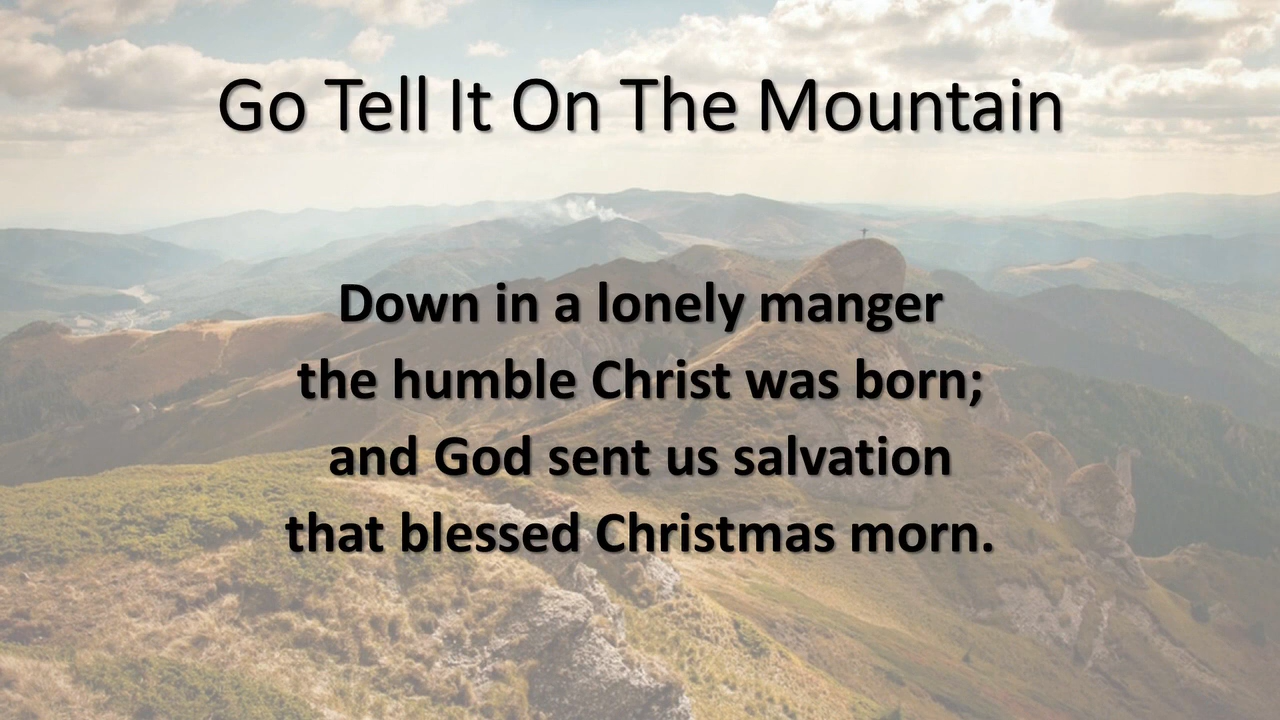 Go Tell It On The Mountain
Down in a lonely manger
the humble Christ was born;
and God sent us salvation
that blessed Christmas morn.